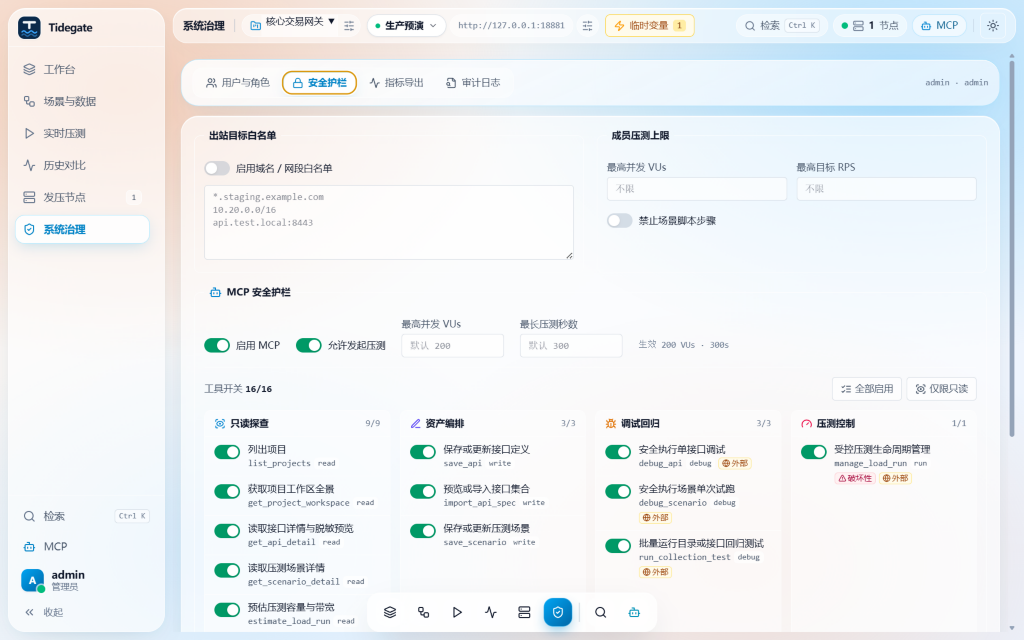 Tidegate
工作台
场景与数据
实时压测
历史对比
发压节点 1
系统治理
检索 Ctrl K
MCP
A admin
管理员
收起
系统治理 核心交易网关 ▼ 生产预演 http://127.0.0.1:18881 临时变量 1 检索 Ctrl K 1 节点 MCP
用户与角色 安全护栏 指标导出 审计日志 admin · admin
出站目标白名单
启用域名 / 网段白名单
*.staging.example.com
10.20.0.0/16
api.test.local:8443
成员压测上限
最高并发 VUs 最高目标 RPS
不限 不限
禁止场景脚本步骤
MCP 安全护栏
最高并发 VUs 最长压测秒数
启用 MCP 允许发起压测 默认 200 默认 300 生效 200 VUs · 300s
工具开关 16/16 全部启用 仅限只读
只读探查 9/9
列出项目
list_projects read
获取项目工作区全景
get_project_workspace read
读取接口详情与脱敏预览
get_api_detail read
读取压测场景详情
get_scenario_detail read
预估压测容量与带宽
estimate_load_run read
资产编排 3/3
保存或更新接口定义
save_api write
预览或导入接口集合
import_api_spec write
保存或更新压测场景
save_scenario write
调试回归 3/3
安全执行单接口调试
debug_api debug 外部
安全执行场景单次试跑
debug_scenario debug
外部
批量运行目录或接口回归测试
run_collection_test debug
外部
压测控制 1/1
受控压测生命周期管理
manage_load_run run
破坏性 外部